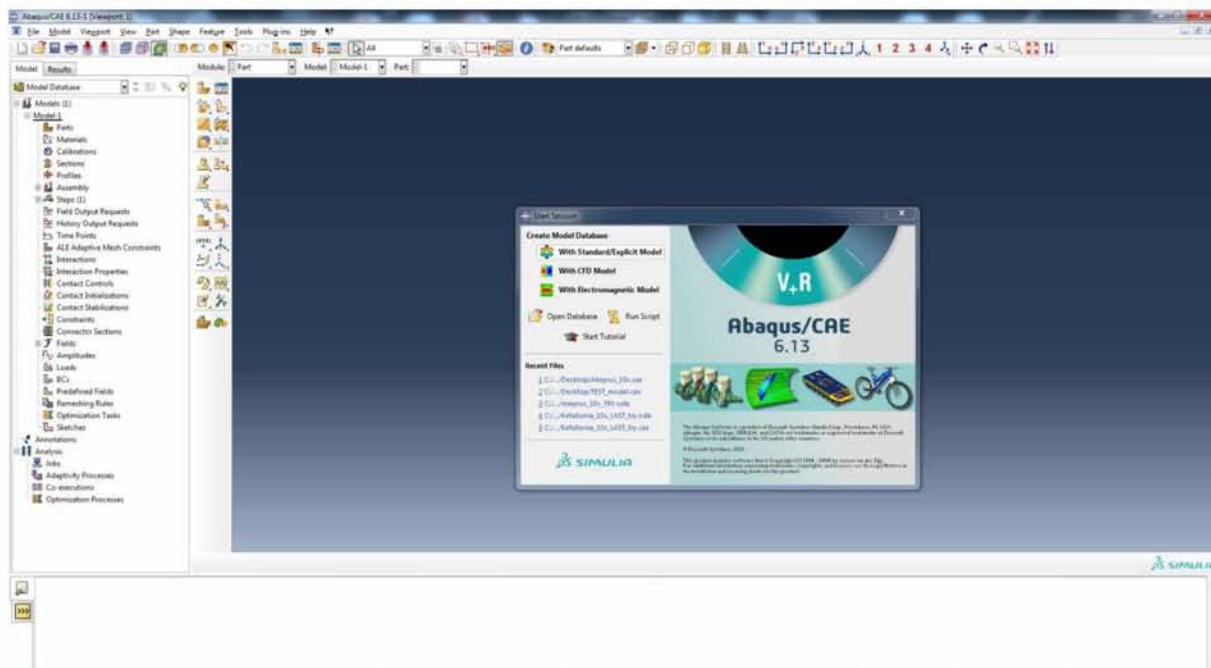 Abaqus/CAE 6.13-1 [Viewport: 1]
File Model Viewport View Part Shape Feature Tools Plug-ins Help
All Part defaults 1 2 3 4
Model Results Module: Part Model: Model-1 Part:
Model Database
Models (1)
Model-1
Parts
Materials
Calibrations
Sections
Profiles
Assembly
Steps (1)
Field Output Requests
History Output Requests
Time Points
ALE Adaptive Mesh Constraints
Interactions
Interaction Properties
Contact Controls
Contact Initializations
Contact Stabilizations
Constraints
Connector Sections
Fields
Amplitudes
Loads
BCs
Predefined Fields
Remeshing Rules
Optimization Tasks
Sketches
Annotations
Analysis
Jobs
Adaptivity Processes
Co-executions
Optimization Processes
Start Session
Create Model Database
With Standard/Explicit Model
With CFD Model
With Electromagnetic Model
Open Database Run Script
Start Tutorial
Recent Files
SIMULIA
V+R
Abaqus/CAE
6.13
SIMULIA